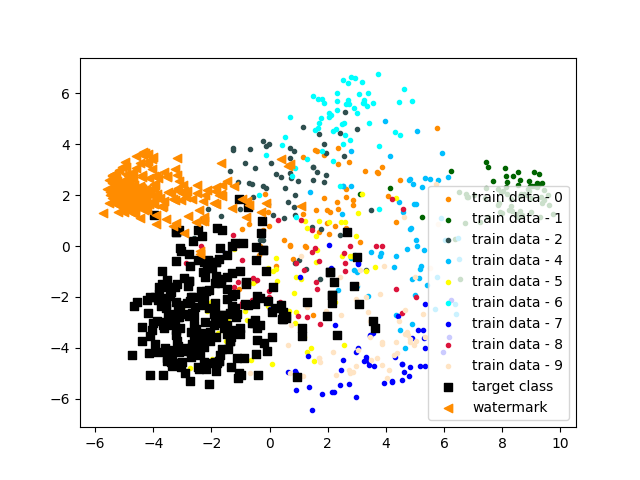 6
4
2
0
−2
−4
−6
−6
−4
−2
0
2
4
6
8
10
train data - 0
train data - 1
train data - 2
train data - 4
train data - 5
train data - 6
train data - 7
train data - 8
train data - 9
target class
watermark